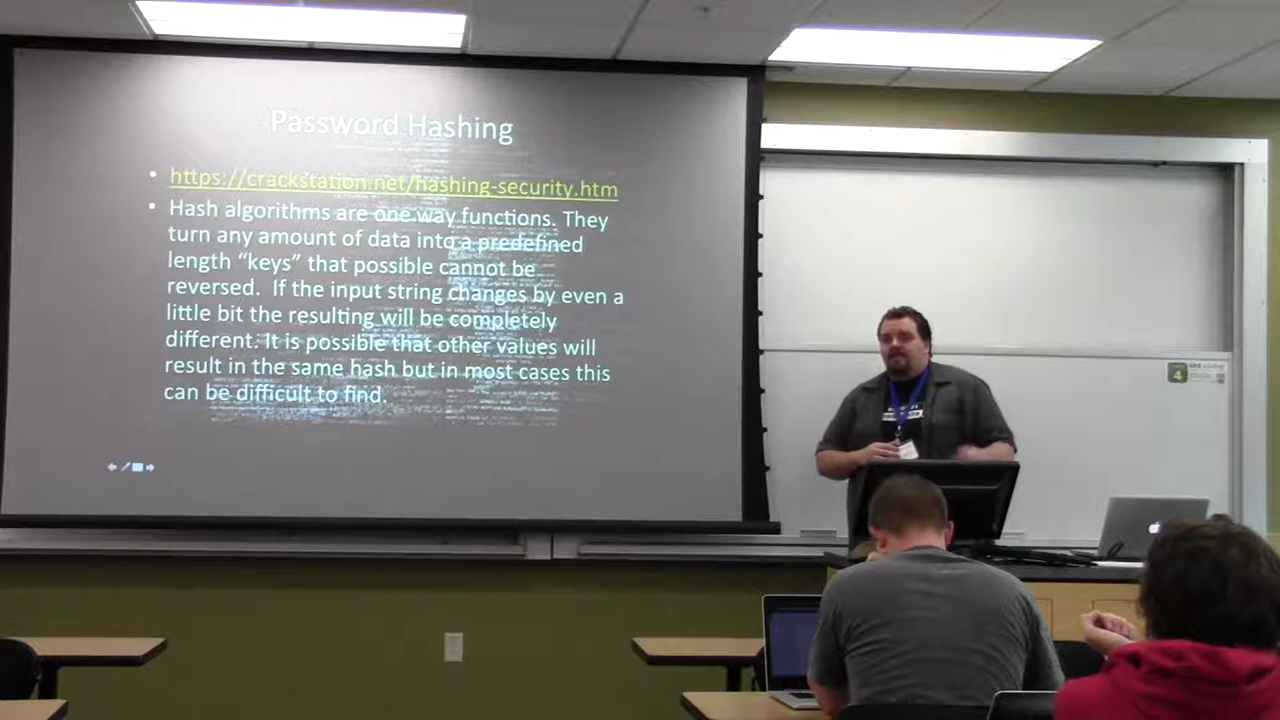 Password Hashing
• https://crackstation.net/hashing-security.htm
• Hash algorithms are one way functions. They
turn any amount of data into a predefined
length “keys” that possible cannot be
reversed.  If the input string changes by even a
little bit the resulting will be completely
different. It is possible that other values will
result in the same hash but in most cases this
can be difficult to find.
4